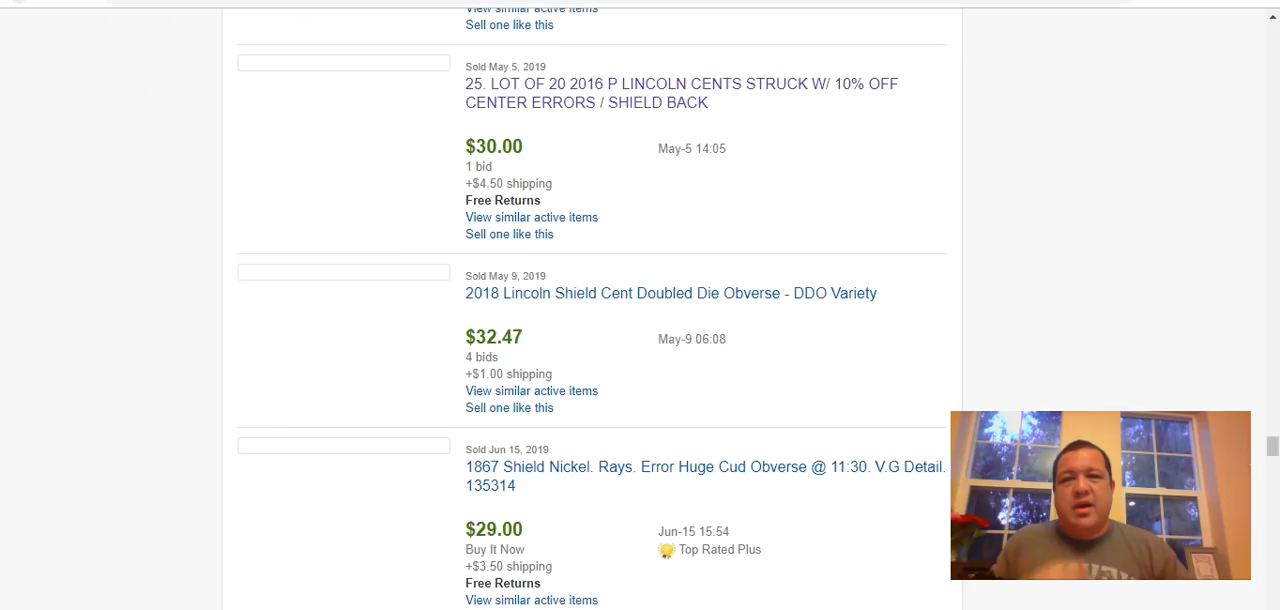 View similar active items
Sell one like this
Sold May 5, 2019
25. LOT OF 20 2016 P LINCOLN CENTS STRUCK W/ 10% OFF
CENTER ERRORS / SHIELD BACK
$30.00
May-5 14:05
1 bid
+$4.50 shipping
Free Returns
View similar active items
Sell one like this
Sold May 9, 2019
2018 Lincoln Shield Cent Doubled Die Obverse - DDO Variety
$32.47
May-9 06:08
4 bids
+$1.00 shipping
View similar active items
Sell one like this
Sold Jun 15, 2019
1867 Shield Nickel. Rays. Error Huge Cud Obverse @ 11:30. V.G Detail.
135314
$29.00
Jun-15 15:54
Buy It Now
Top Rated Plus
+$3.50 shipping
Free Returns
View similar active items